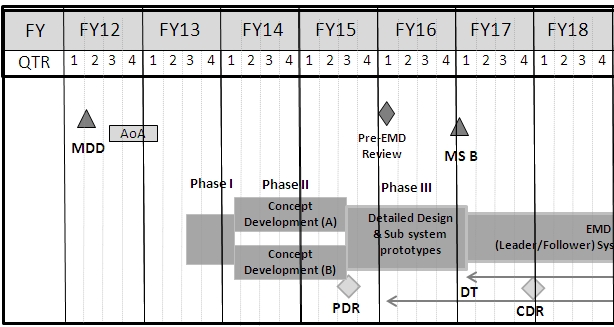 FY FY12 FY13 FY14 FY15 FY16 FY17 FY18
QTR 1 2 3 4 1 2 3 4 1 2 3 4 1 2 3 4 1 2 3 4 1 2 3 4 1 2 3 4
MDD
AoA
Pre-EMD
Review
MS B
Phase I
Phase II
Phase III
Concept
Development (A)
Concept
Development (B)
Detailed Design
& Sub system
prototypes
EMD
(Leader/Follower) Sys
PDR
DT
CDR